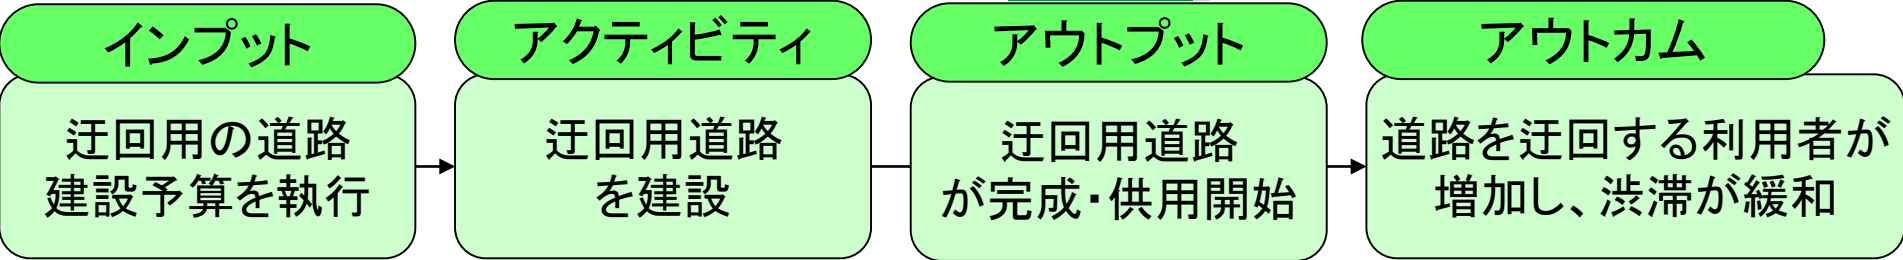 インプット
迂回用の道路
建設予算を執行
アクティビティ
迂回用道路
を建設
アウトプット
迂回用道路
が完成・供用開始
アウトカム
道路を迂回する利用者が
増加し、渋滞が緩和